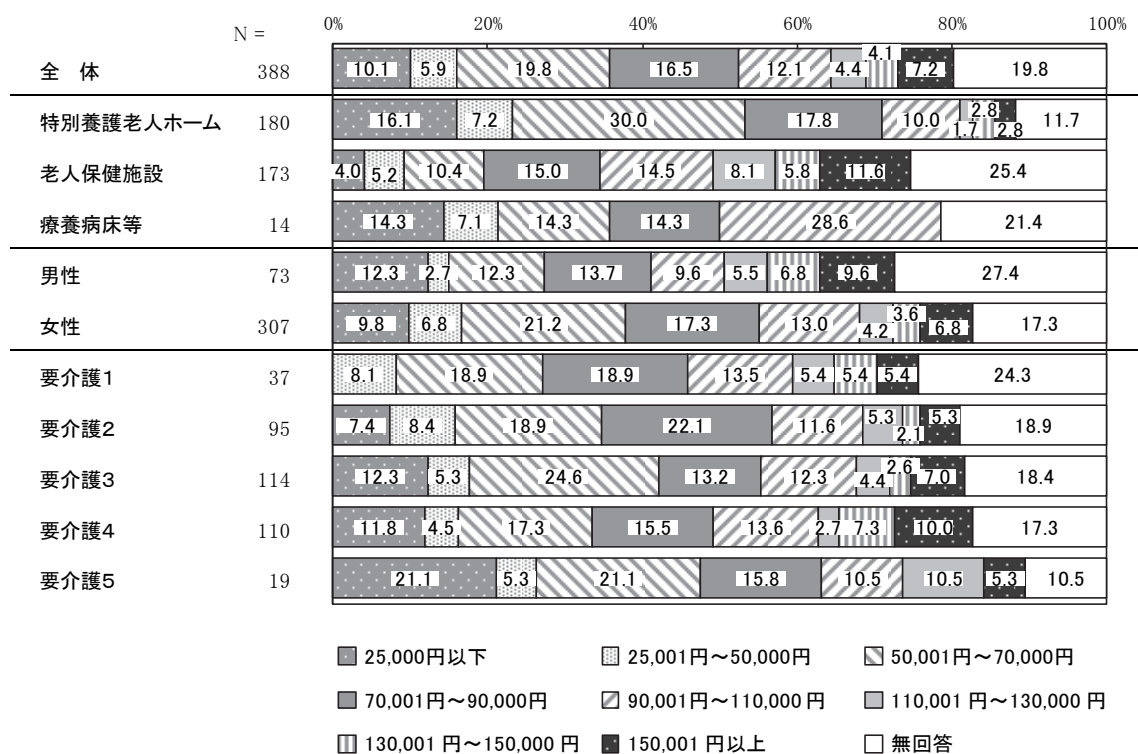 N = 0% 20% 40% 60% 80% 100%
全　体 388 10.1 5.9 19.8 16.5 12.1 4.4 4.1 7.2 19.8
特別養護老人ホーム 180 16.1 7.2 30.0 17.8 10.0 1.7 2.8 2.8 11.7
老人保健施設 173 4.0 5.2 10.4 15.0 14.5 8.1 5.8 11.6 25.4
療養病床等 14 14.3 7.1 14.3 14.3 28.6 21.4
男性 73 12.3 2.7 12.3 13.7 9.6 5.5 6.8 9.6 27.4
女性 307 9.8 6.8 21.2 17.3 13.0 4.2 3.6 6.8 17.3
要介護1 37 8.1 18.9 18.9 13.5 5.4 5.4 5.4 24.3
要介護2 95 7.4 8.4 18.9 22.1 11.6 5.3 2.1 5.3 18.9
要介護3 114 12.3 5.3 24.6 13.2 12.3 4.4 2.6 7.0 18.4
要介護4 110 11.8 4.5 17.3 15.5 13.6 2.7 7.3 10.0 17.3
要介護5 19 21.1 5.3 21.1 15.8 10.5 10.5 5.3 10.5
25,000円以下 25,001円～50,000円 50,001円～70,000円
70,001円～90,000円 90,001円～110,000円 110,001 円～130,000 円
130,001 円～150,000 円 150,001 円以上 無回答